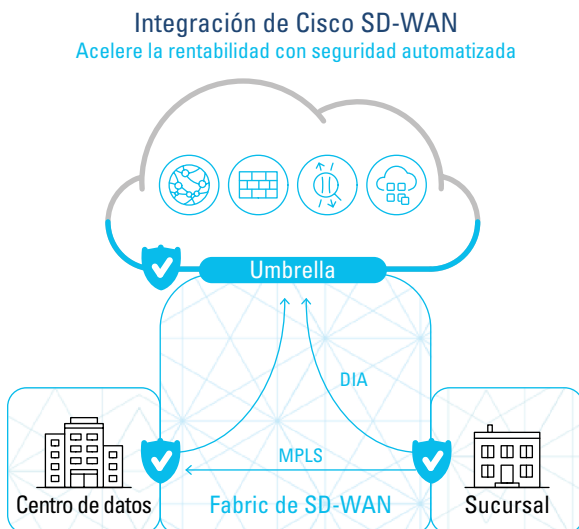 Integración de Cisco SD-WAN
Acelere la rentabilidad con seguridad automatizada
Umbrella
DIA
MPLS
Centro de datos
Fabric de SD-WAN
Sucursal